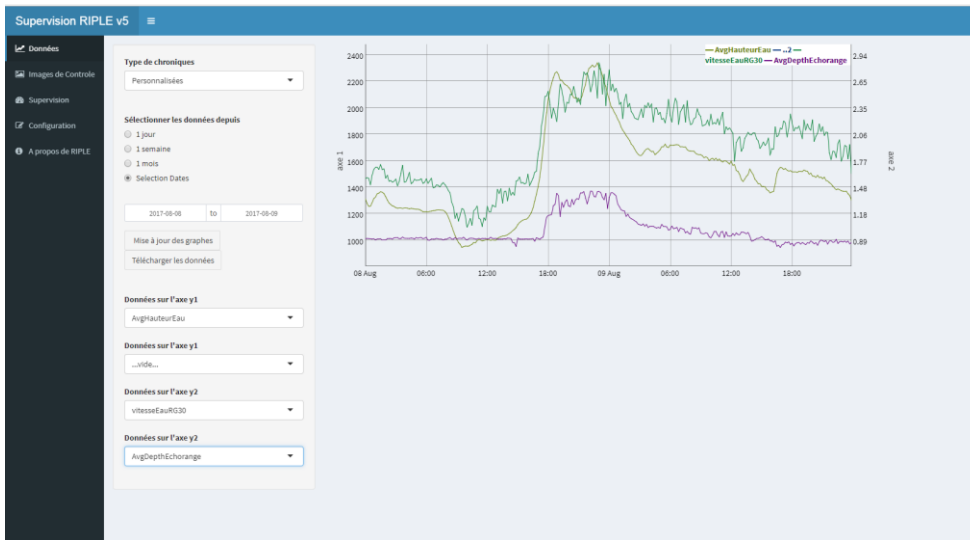 Supervision RIPLE v5
Données
Images de Controle
Supervision
Configuration
A propos de RIPLE
Type de chroniques
Personnalisées
Sélectionner les données depuis
1 jour
1 semaine
1 mois
Selection Dates
2017-08-08 to 2017-08-09
Mise à jour des graphes
Télécharger les données
Données sur l'axe y1
AvgHauteurEau
Données sur l'axe y1
...vide...
Données sur l'axe y2
vitesseEauRG30
Données sur l'axe y2
AvgDepthEchorange
AvgHauteurEau ..2
vitesseEauRG30 AvgDepthEchorange
2400
2200
2000
1800
1600
1400
1200
1000
axe 1
2.94
2.65
2.35
2.06
1.77
1.48
1.18
0.89
axe 2
08 Aug 06:00 12:00 18:00 09 Aug 06:00 12:00 18:00